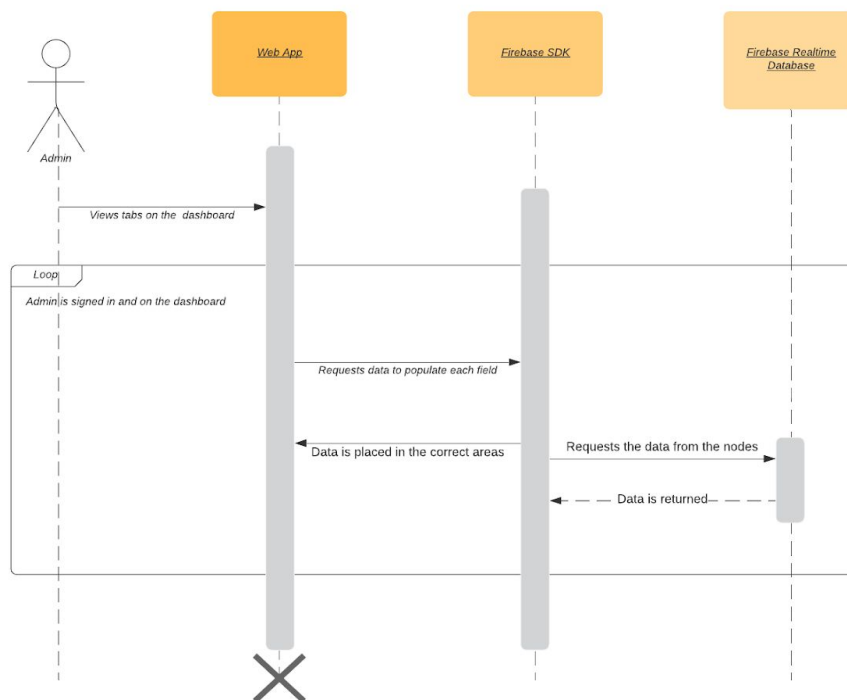 Web App
Firebase SDK
Firebase Realtime
Database
Admin
Views tabs on the dashboard
Loop
Admin is signed in and on the dashboard
Requests data to populate each field
Data is placed in the correct areas
Requests the data from the nodes
Data is returned